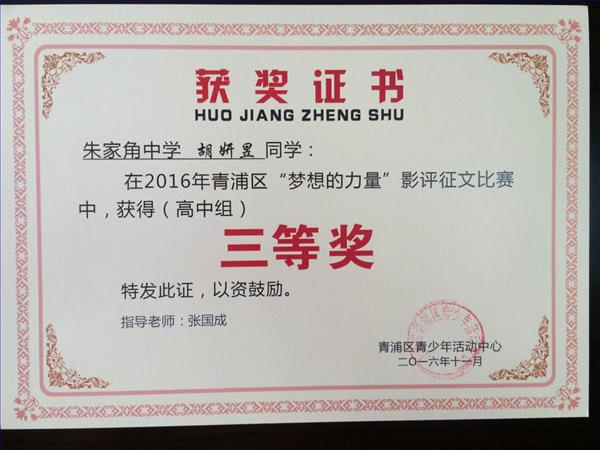 获奖证书
HUO JIANG ZHENG SHU
朱家角中学 胡妍昱同学：
在2016年青浦区“梦想的力量”影评征文比赛
中，获得（高中组）
三等奖
特发此证，以资鼓励。
指导老师：张国成
青浦区青少年活动中心
二○一六年十一月